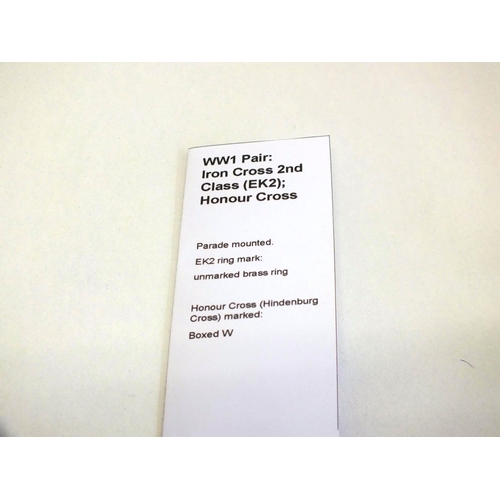 WW1 Pair:
Iron Cross 2nd
Class (EK2);
Honour Cross
Parade mounted.
EK2 ring mark:
unmarked brass ring
Honour Cross (Hindenburg
Cross) marked:
Boxed W